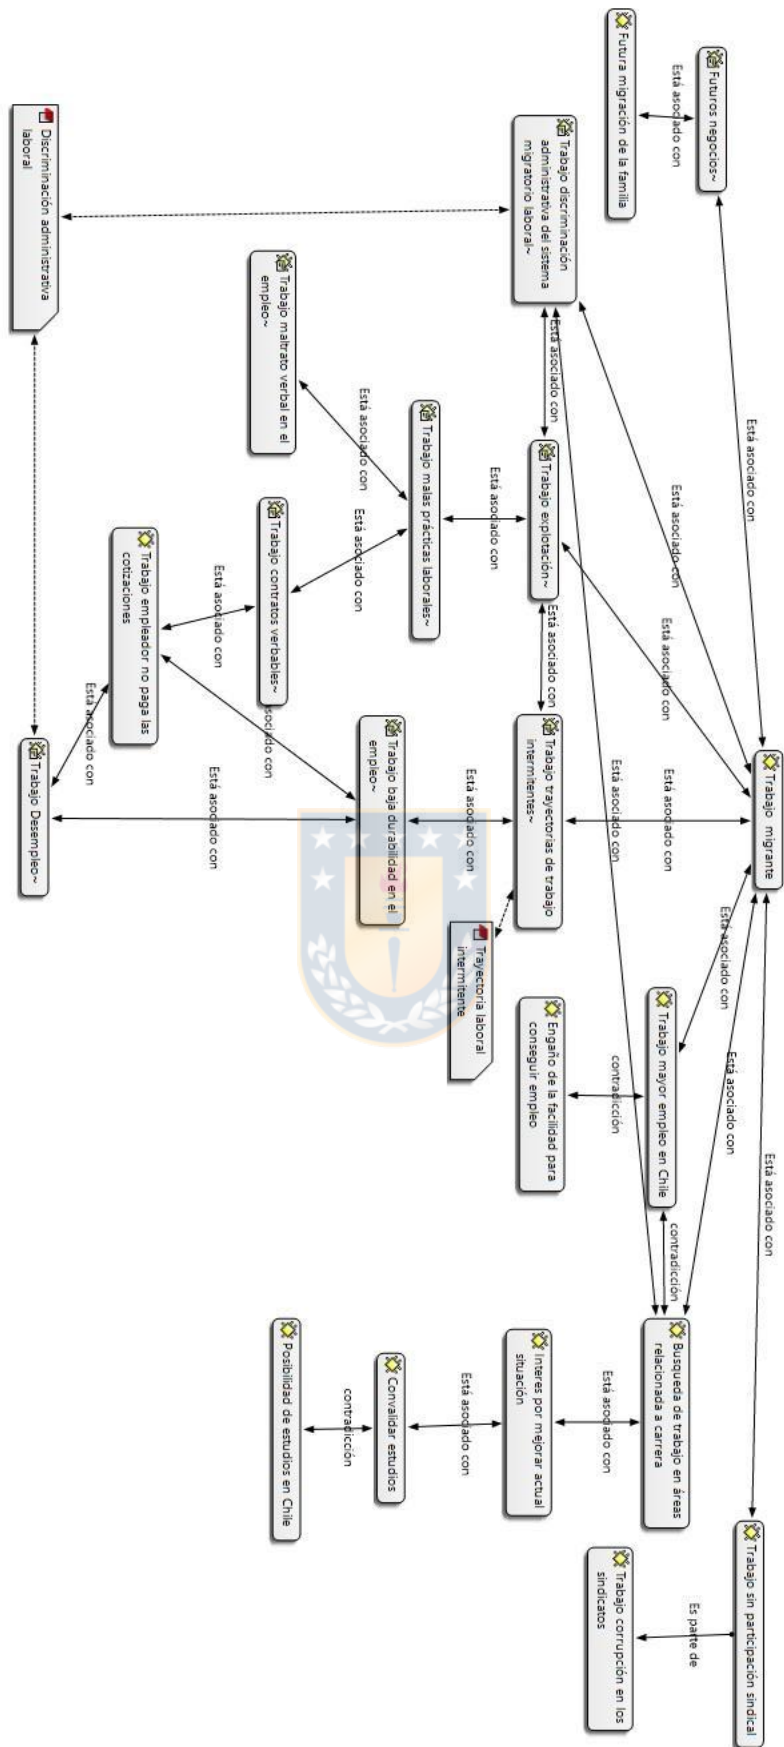 Trabajo migrante
Está asociado con
Está asociado con
Trabajo sin participación sindical
Futuros negocios~
Está asociado con
Está asociado con
Es parte de
Está asociado con
Está asociado con
Está asociado con
Está asociado con
Trabajo mayor empleo en Chile
contradicción
Busqueda de trabajo en áreas
relacionada a carrera
Futura migración de la familia
Trabajo corrupción en los
sindicatos
Está asociado con
contradicción
Está asociado con
Trabajo discriminación
administrativa del sistema
migratorio laboral~
Está asociado con
Trabajo explotación~
Está asociado con
Trabajo trayectorias de trabajo
intermitentes~
Engaño de la facilidad para
conseguir empleo
Interes por mejorar actual
situación
Está asociado con
Está asociado con
Trayectoria laboral
intermitente
Está asociado con
Trabajo malas prácticas laborales~
Trabajo baja durabilidad en el
empleo~
Convalidar estudios
Está asociado con
Está asociado con
contradicción
Trabajo maltrato verbal en el
empleo~
Trabajo contratos verbables~
sociado con
Posibilidad de estudios en Chile
Está asociado con
Está asociado con
Trabajo empleador no paga las
cotizaciones
Está asociado con
Discriminación administrativa
laboral
Trabajo Desempleo~